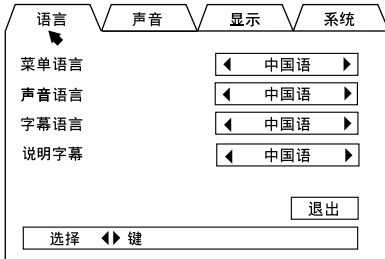 语言 声音 显示 系统
菜单语言 中国语
声音语言 中国语
字幕语言 中国语
说明字幕 中国语
退出
选择 键